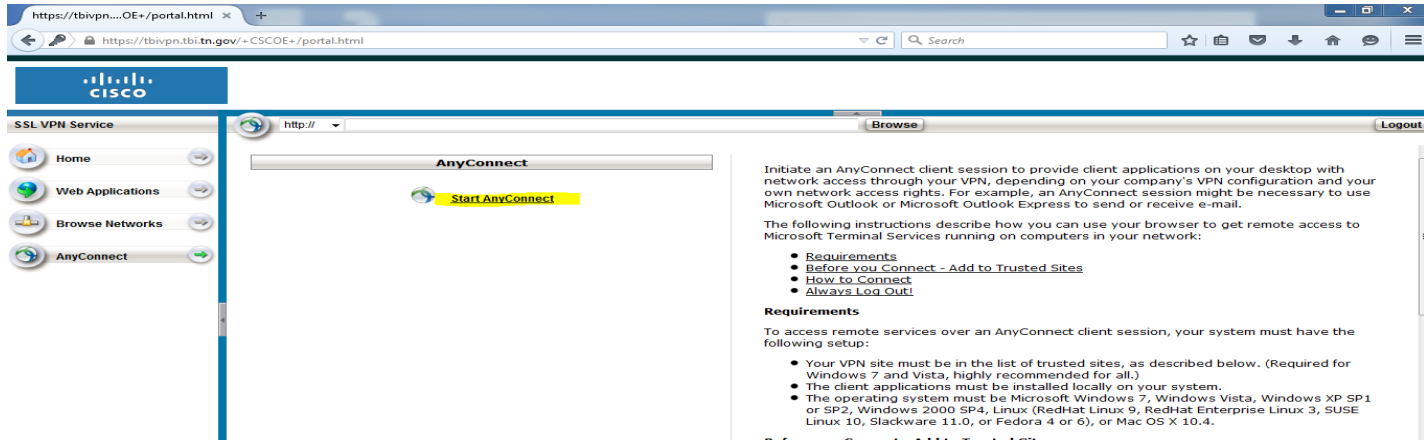 https://tbivpn....OE+/portal.html
https://tbivpn.tbi.tn.gov/+CSCOE+/portal.html
Search
CISCO
SSL VPN Service
http://
Browse
Logout
Home
Web Applications
Browse Networks
AnyConnect
AnyConnect
Start AnyConnect
Initiate an AnyConnect client session to provide client applications on your desktop with
network access through your VPN, depending on your company's VPN configuration and your
own network access rights. For example, an AnyConnect session might be necessary to use
Microsoft Outlook or Microsoft Outlook Express to send or receive e-mail.
The following instructions describe how you can use your browser to get remote access to
Microsoft Terminal Services running on computers in your network:
Requirements
Before you Connect - Add to Trusted Sites
How to Connect
Always Log Out!
Requirements
To access remote services over an AnyConnect client session, your system must have the
following setup:
Your VPN site must be in the list of trusted sites, as described below. (Required for
Windows 7 and Vista, highly recommended for all.)
The client applications must be installed locally on your system.
The operating system must be Microsoft Windows 7, Windows Vista, Windows XP SP1
or SP2, Windows 2000 SP4, Linux (RedHat Linux 9, RedHat Enterprise Linux 3, SUSE
Linux 10, Slackware 11.0, or Fedora 4 or 6), or Mac OS X 10.4.